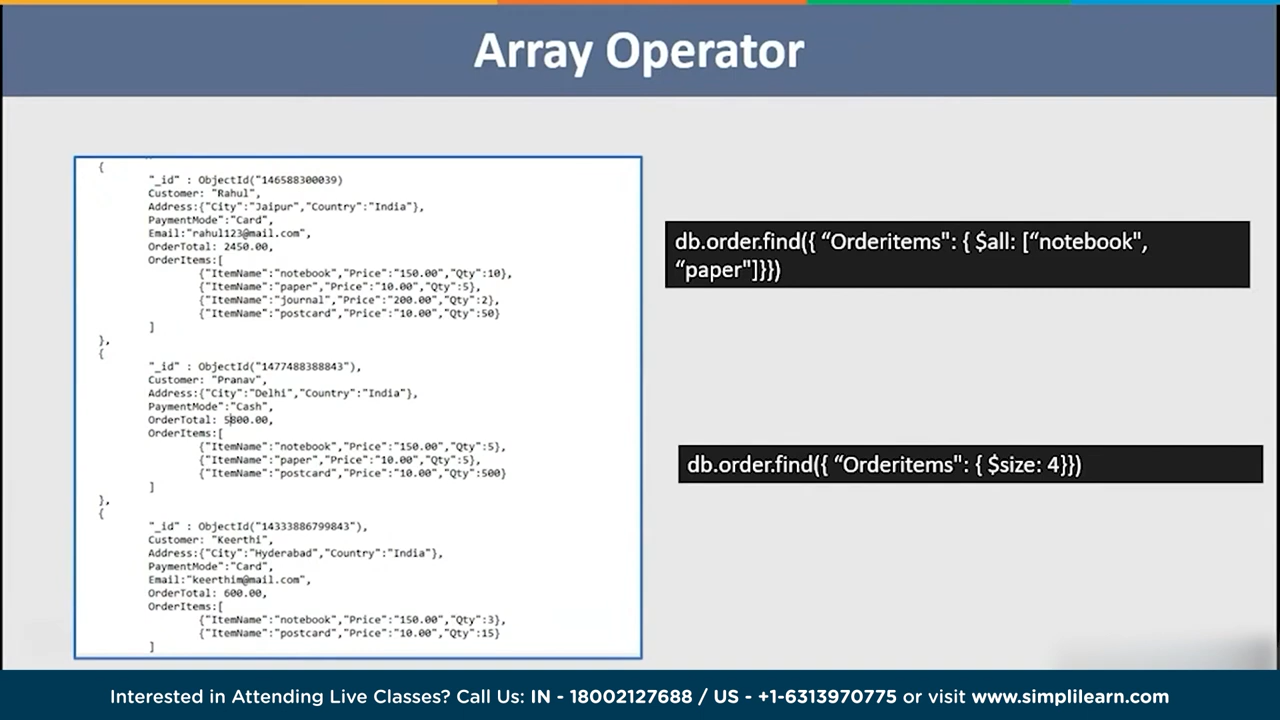 Array Operator
{
"_id" : ObjectId("146588300039)
Customer: "Rahul",
Address:{"City":"Jaipur","Country":"India"},
PaymentMode":"Card",
Email:"rahul123@mail.com",
OrderTotal: 2450.00,
OrderItems:[
{"ItemName":"notebook","Price":"150.00","Qty":10},
{"ItemName":"paper","Price":"10.00","Qty":5},
{"ItemName":"journal","Price":"200.00","Qty":2},
{"ItemName":"postcard","Price":"10.00","Qty":50}
]
},
{
"_id" : ObjectId("1477488388843"),
Customer: "Pranav",
Address:{"City":"Delhi","Country":"India"},
PaymentMode":"Cash",
OrderTotal: 5800.00,
OrderItems:[
{"ItemName":"notebook","Price":"150.00","Qty":5},
{"ItemName":"paper","Price":"10.00","Qty":5},
{"ItemName":"postcard","Price":"10.00","Qty":500}
]
},
{
"_id" : ObjectId("14333886799843"),
Customer: "Keerthi",
Address:{"City":"Hyderabad","Country":"India"},
PaymentMode":"Card",
Email:"keerthim@mail.com",
OrderTotal: 600.00,
OrderItems:[
{"ItemName":"notebook","Price":"150.00","Qty":3},
{"ItemName":"postcard","Price":"10.00","Qty":15}
]
db.order.find({ “Orderitems": { $all: [“notebook",
“paper"]}})
db.order.find({ “Orderitems": { $size: 4}})
Interested in Attending Live Classes? Call Us: IN - 18002127688 / US - +1-6313970775 or visit www.simplilearn.com